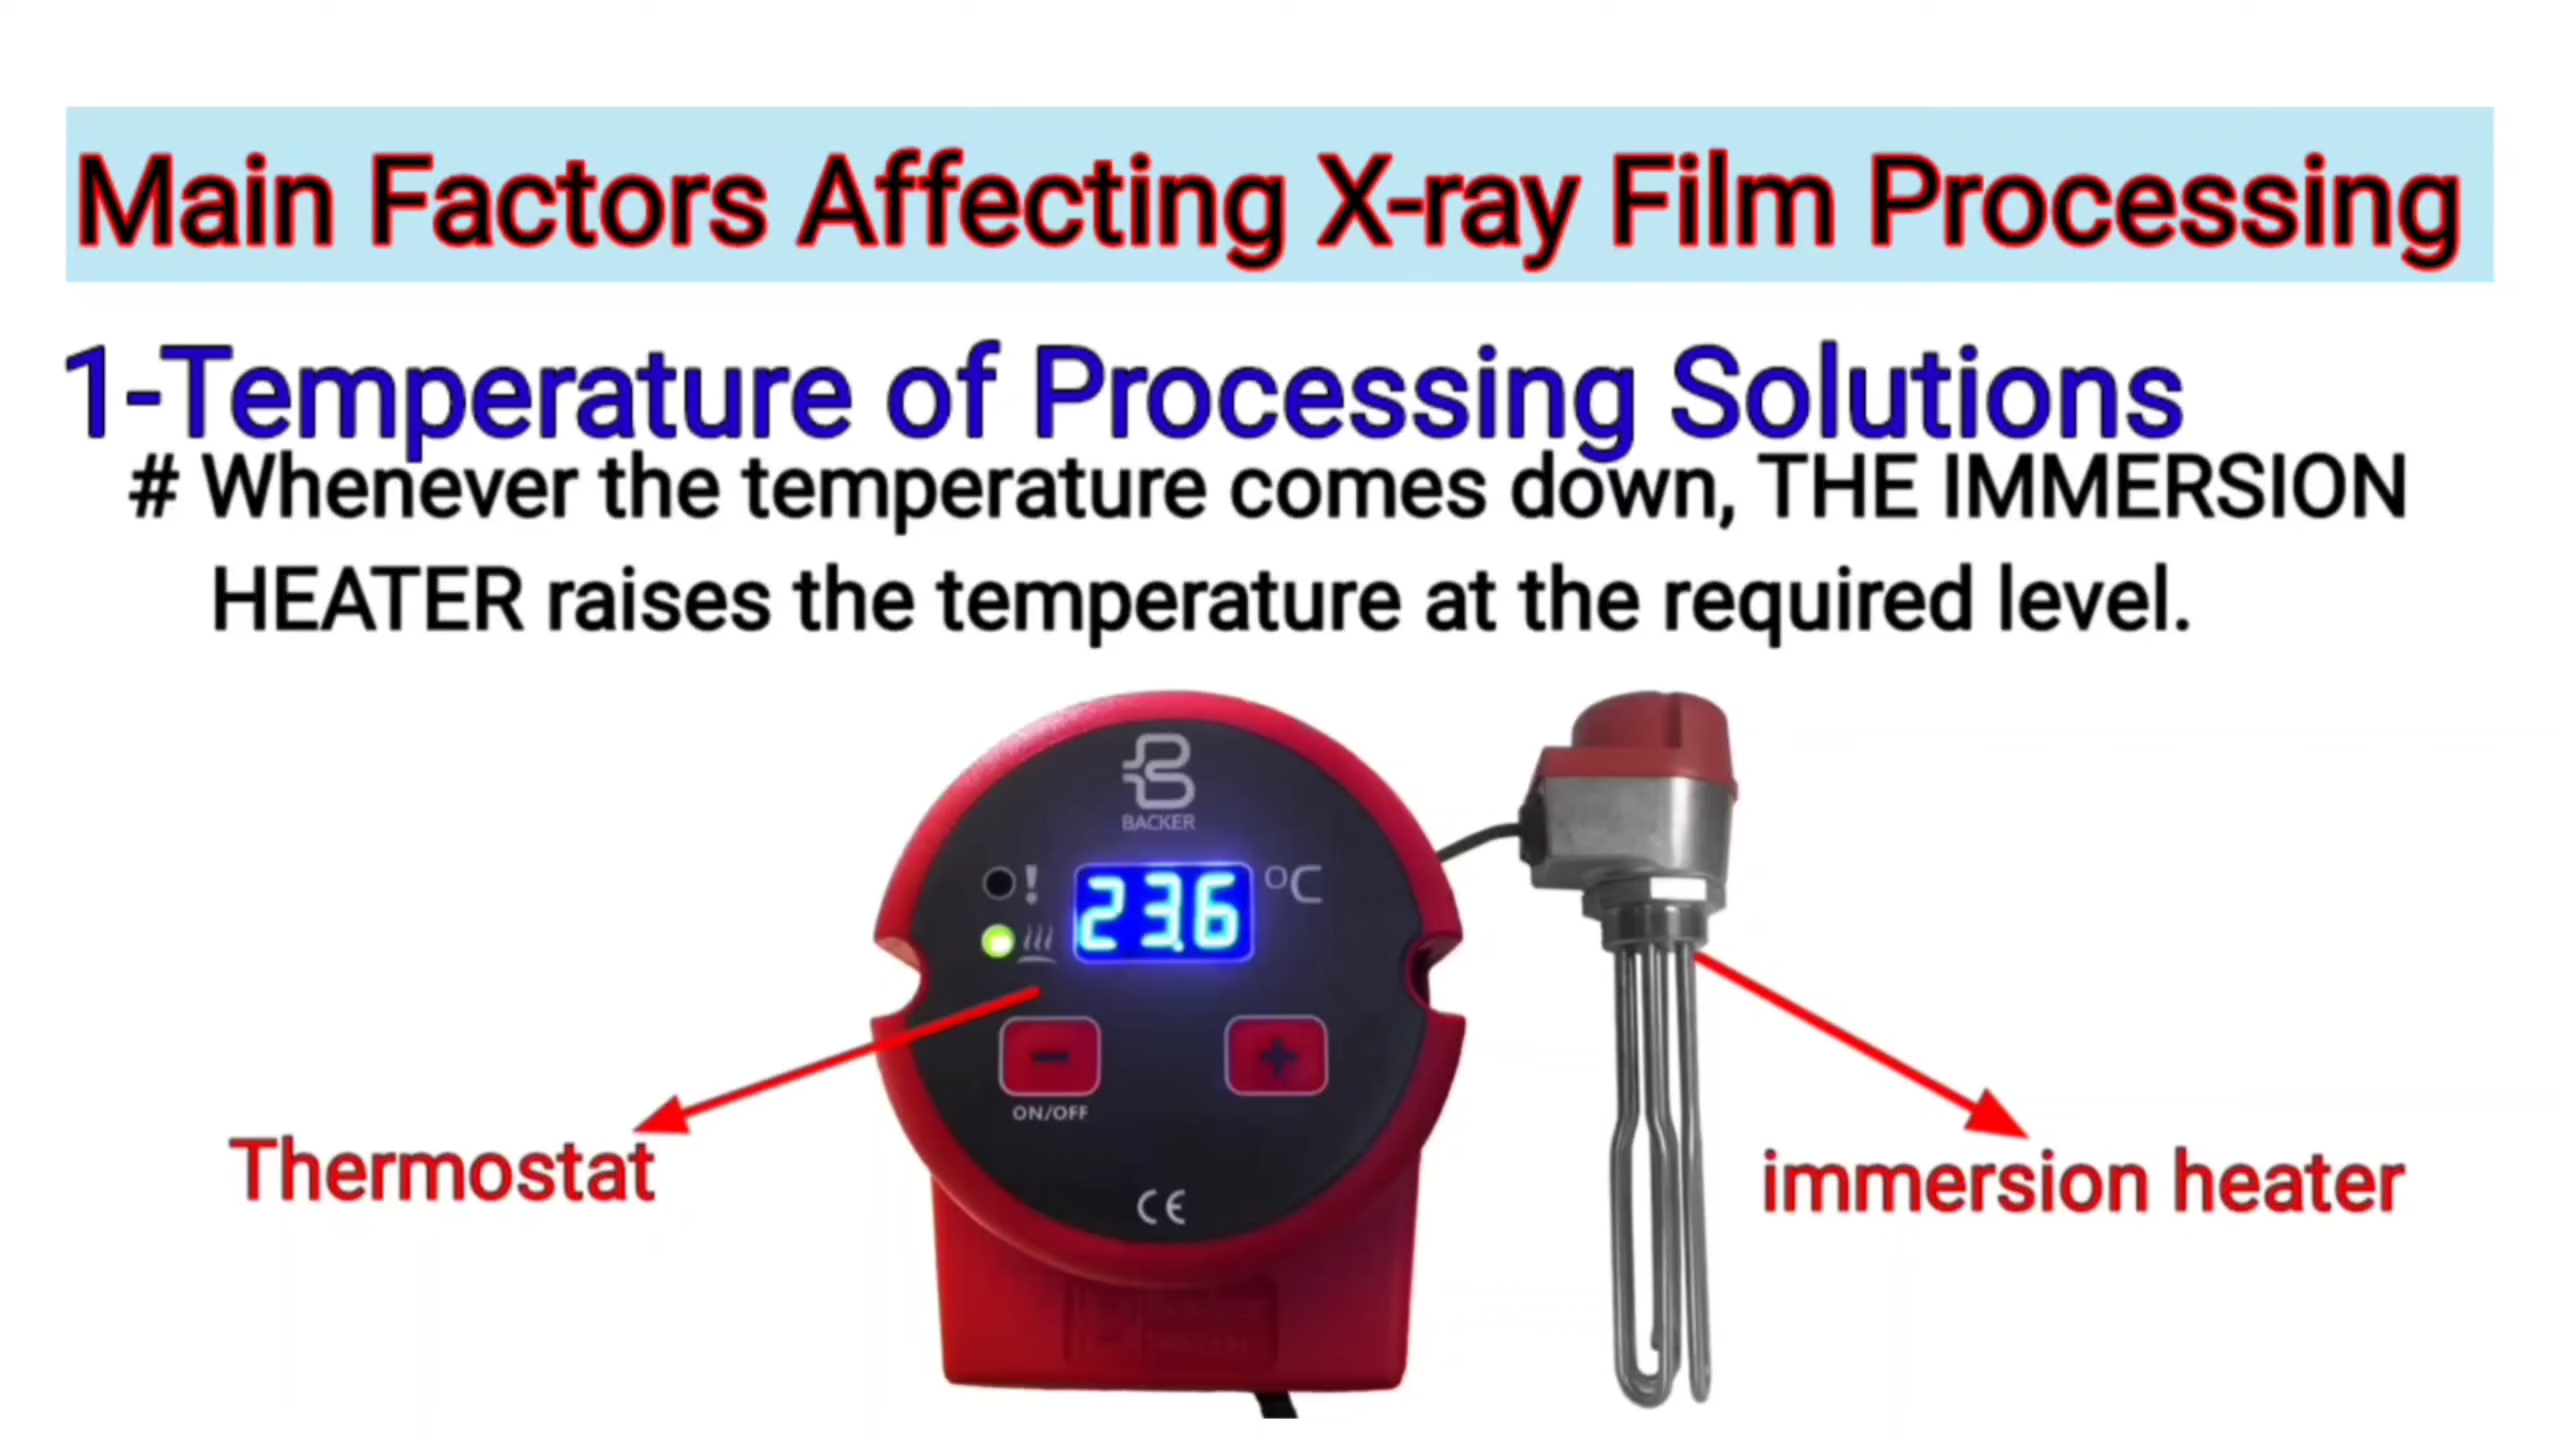 Main Factors Affecting X-ray Film Processing
1-Temperature of Processing Solutions
# Whenever the temperature comes down, THE IMMERSION
HEATER raises the temperature at the required level.
BACKER
! 23.6 °C
- +
ON/OFF
CE
Thermostat
immersion heater